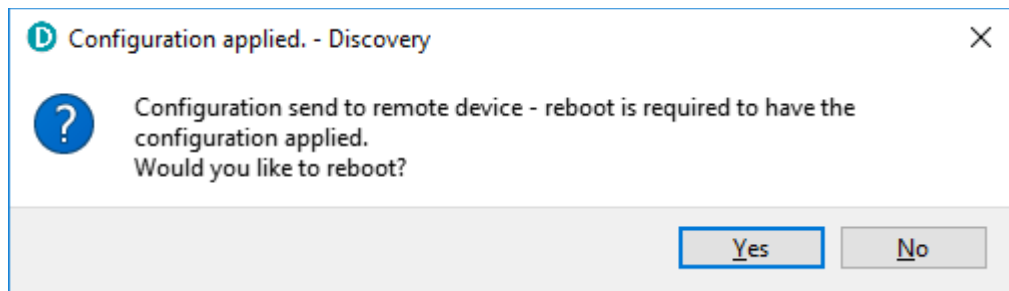 Configuration applied. - Discovery
Configuration send to remote device - reboot is required to have the
configuration applied.
Would you like to reboot?
Yes
No